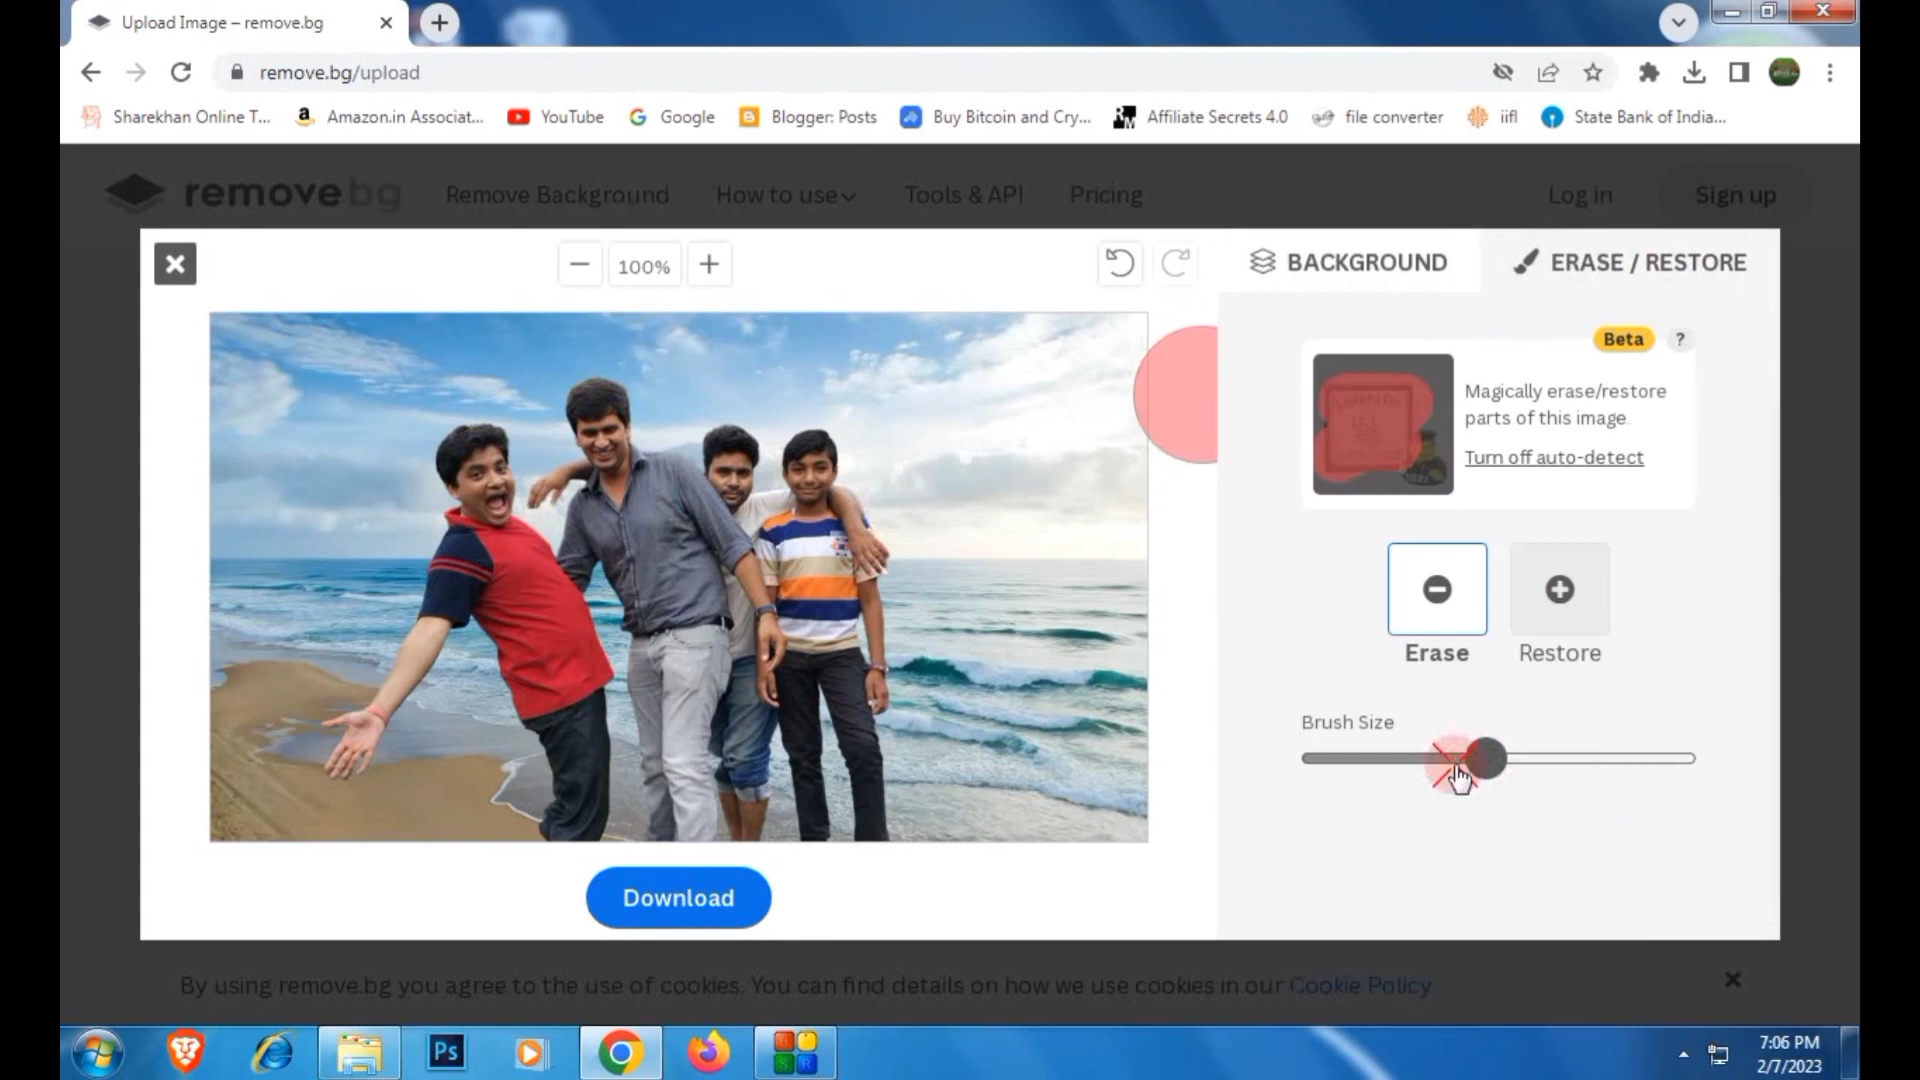 Upload Image – remove.bg
remove.bg/upload
Sharekhan Online T... Amazon.in Associat... YouTube Google Blogger: Posts Buy Bitcoin and Cry... Affiliate Secrets 4.0 file converter iifl State Bank of India...
removebg Remove Background How to use Tools & API Pricing Log in Sign up
100% BACKGROUND ERASE / RESTORE
Beta ?
Magically erase/restore
parts of this image.
Turn off auto-detect
Erase Restore
Brush Size
Download
By using remove.bg you agree to the use of cookies. You can find details on how we use cookies in our Cookie Policy
Ps
7:06 PM
2/7/2023